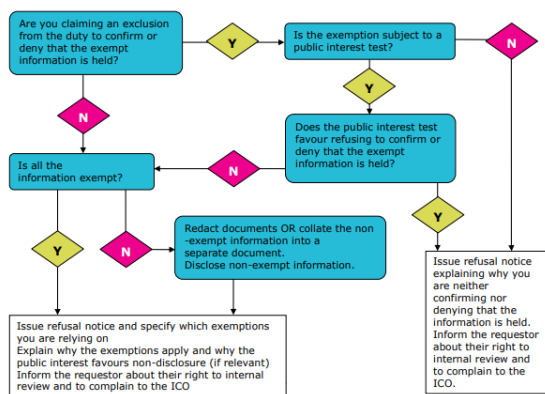 Are you claiming an exclusion
from the duty to confirm or
deny that the exempt
information is held?
Y
Is the exemption subject to a
public interest test?
N
N
Y
Does the public interest test
favour refusing to confirm or
deny that the exempt
information is held?
Is all the
information exempt?
N
Y
Y
N
Redact documents OR collate the non
-exempt information into a
separate document.
Disclose non-exempt information.
Issue refusal notice
explaining why you
are neither
confirming nor
denying that the
information is held.
Inform the requestor
about their right to
internal review and
to complain to the
ICO.
Issue refusal notice and specify which exemptions
you are relying on
Explain why the exemptions apply and why the
public interest favours non-disclosure (if relevant)
Inform the requestor about their right to internal
review and to complain to the ICO